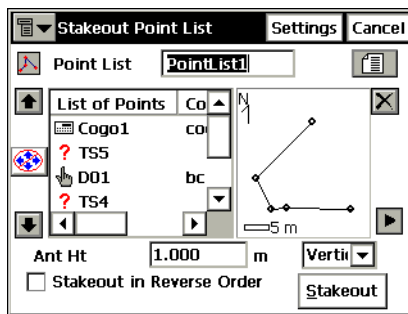 Stakeout Point List Settings Cancel
Point List PointList1
List of Points Co
Cogo1 co
? TS5
D01 bc
? TS4
N
5 m
Ant Ht 1.000 m Verti
Stakeout in Reverse Order
Stakeout